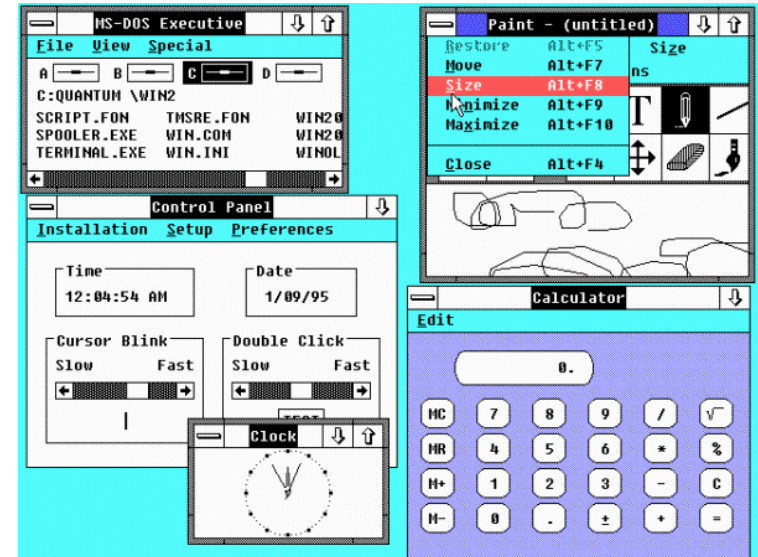 MS-DOS Executive
File View Special
A B C D
C:QUANTUM \WIN2
SCRIPT.FON TMSRE.FON WIN20
SPOOLER.EXE WIN.COM WIN20
TERMINAL.EXE WIN.INI WINOL
Paint - (untitled)
Restore Alt+F5
Move Alt+F7
Size Alt+F8
Minimize Alt+F9
Maximize Alt+F10
Close Alt+F4
Size
ns
T
Control Panel
Installation Setup Preferences
Time
12:04:54 AM
Date
1/09/95
Cursor Blink
Slow Fast
Double Click
Slow Fast
TEST
Clock
Calculator
Edit
0.
MC 7 8 9 / √
MR 4 5 6 * %
M+ 1 2 3 - C
M- 0 . ± + =